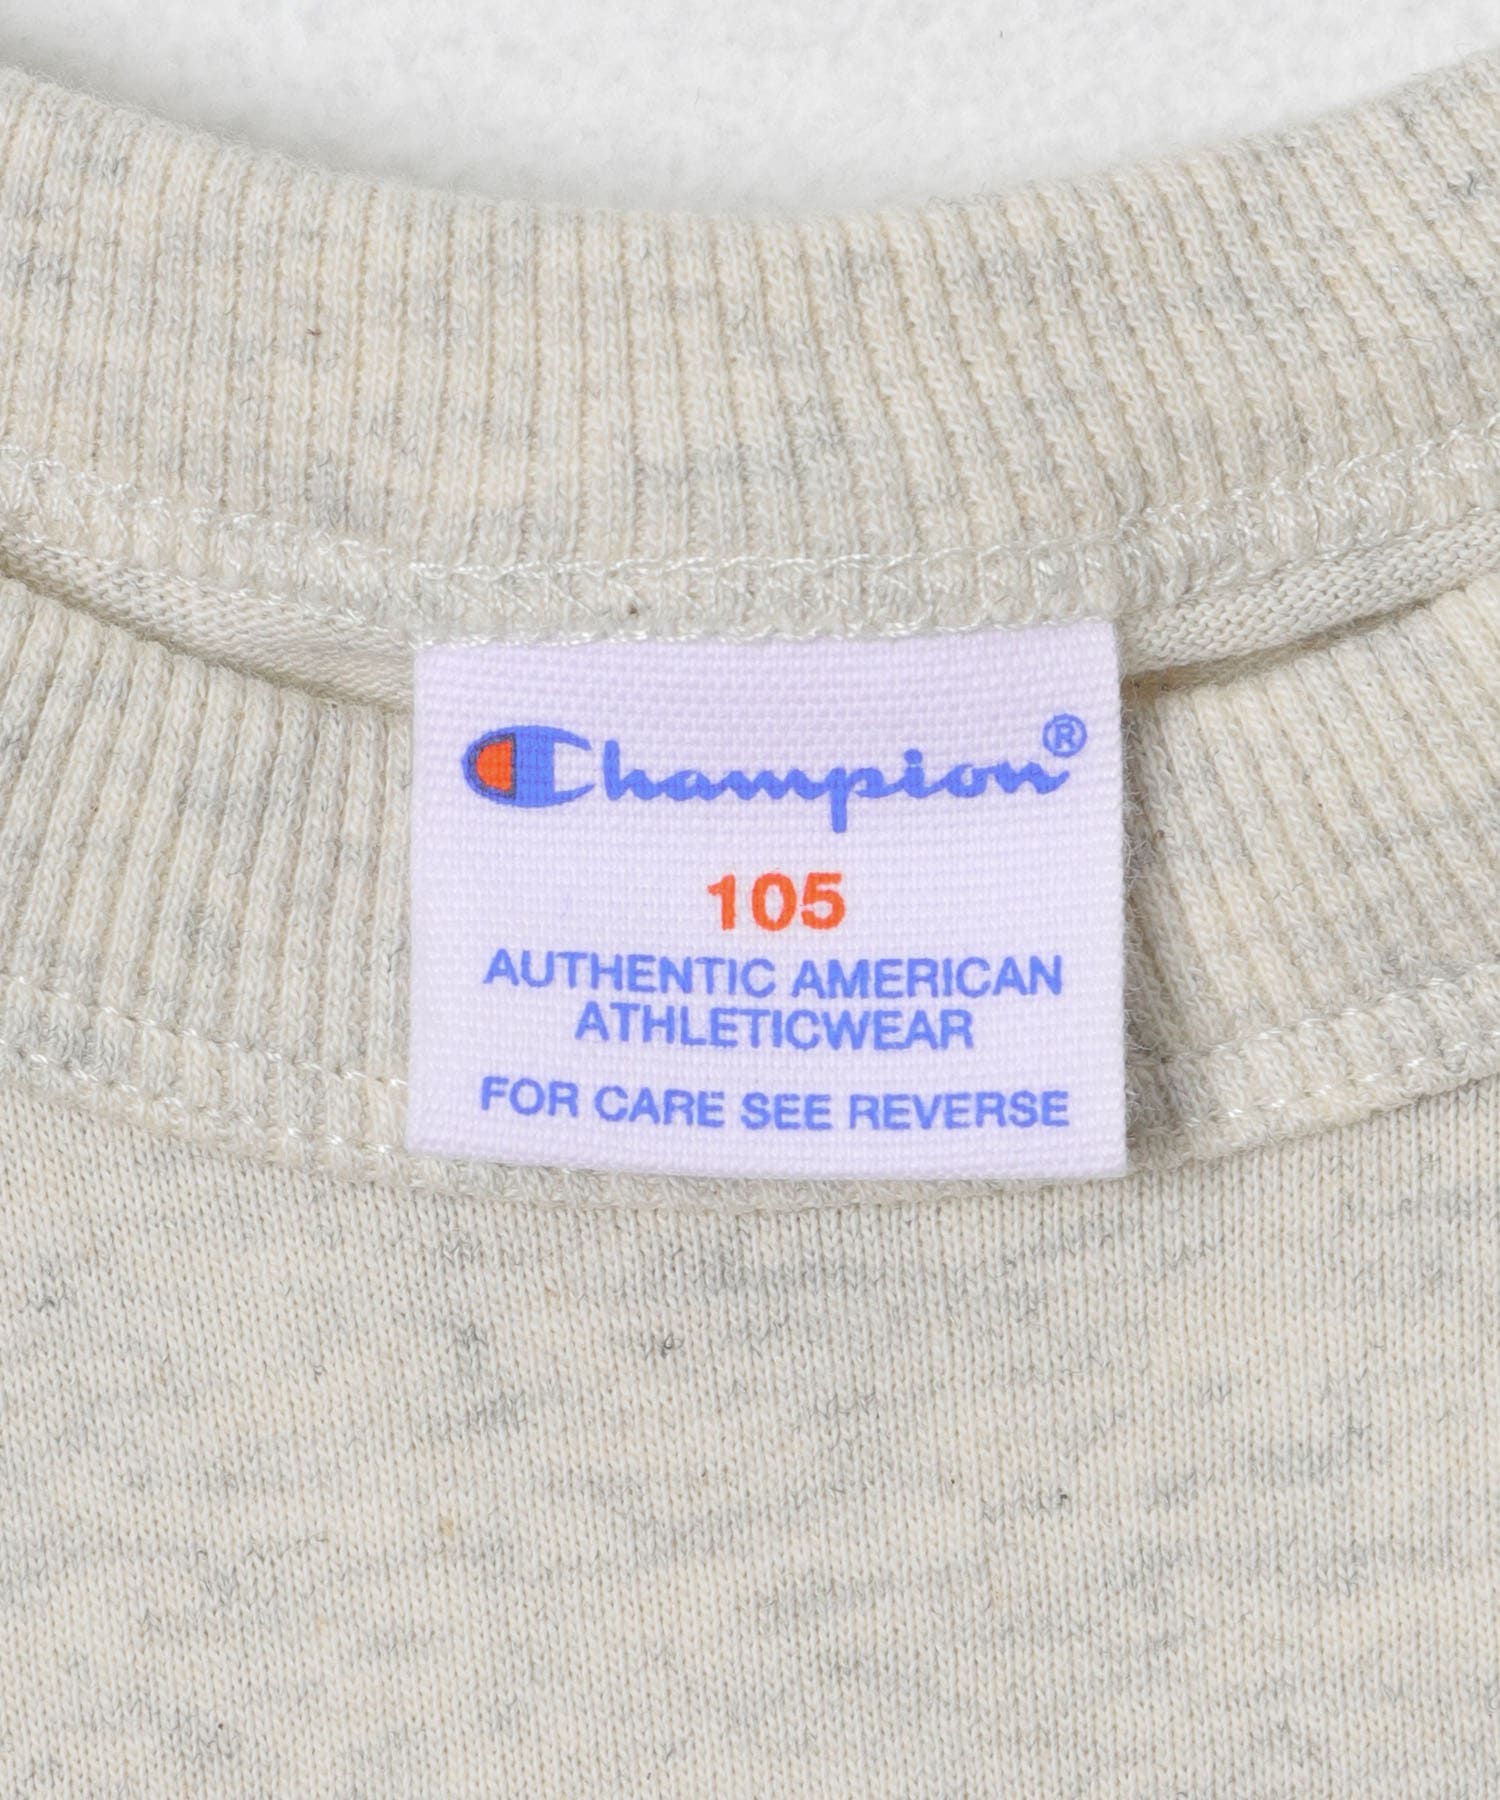 Champion®
105
AUTHENTIC AMERICAN
ATHLETICWEAR
FOR CARE SEE REVERSE